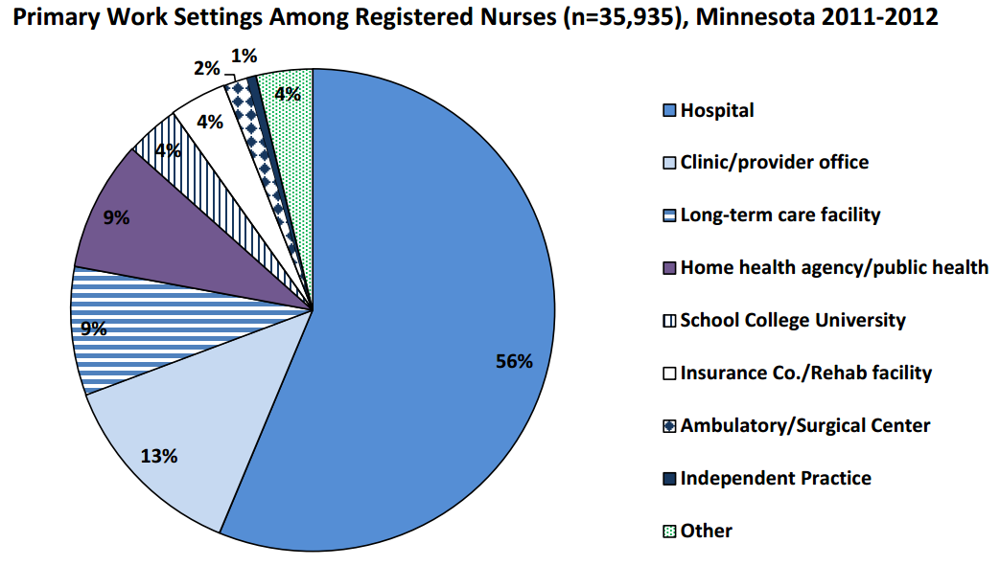 Primary Work Settings Among Registered Nurses (n=35,935), Minnesota 2011-2012
1%
2%
4%
4%
4%
9%
9%
13%
56%
Hospital
Clinic/provider office
Long-term care facility
Home health agency/public health
School College University
Insurance Co./Rehab facility
Ambulatory/Surgical Center
Independent Practice
Other